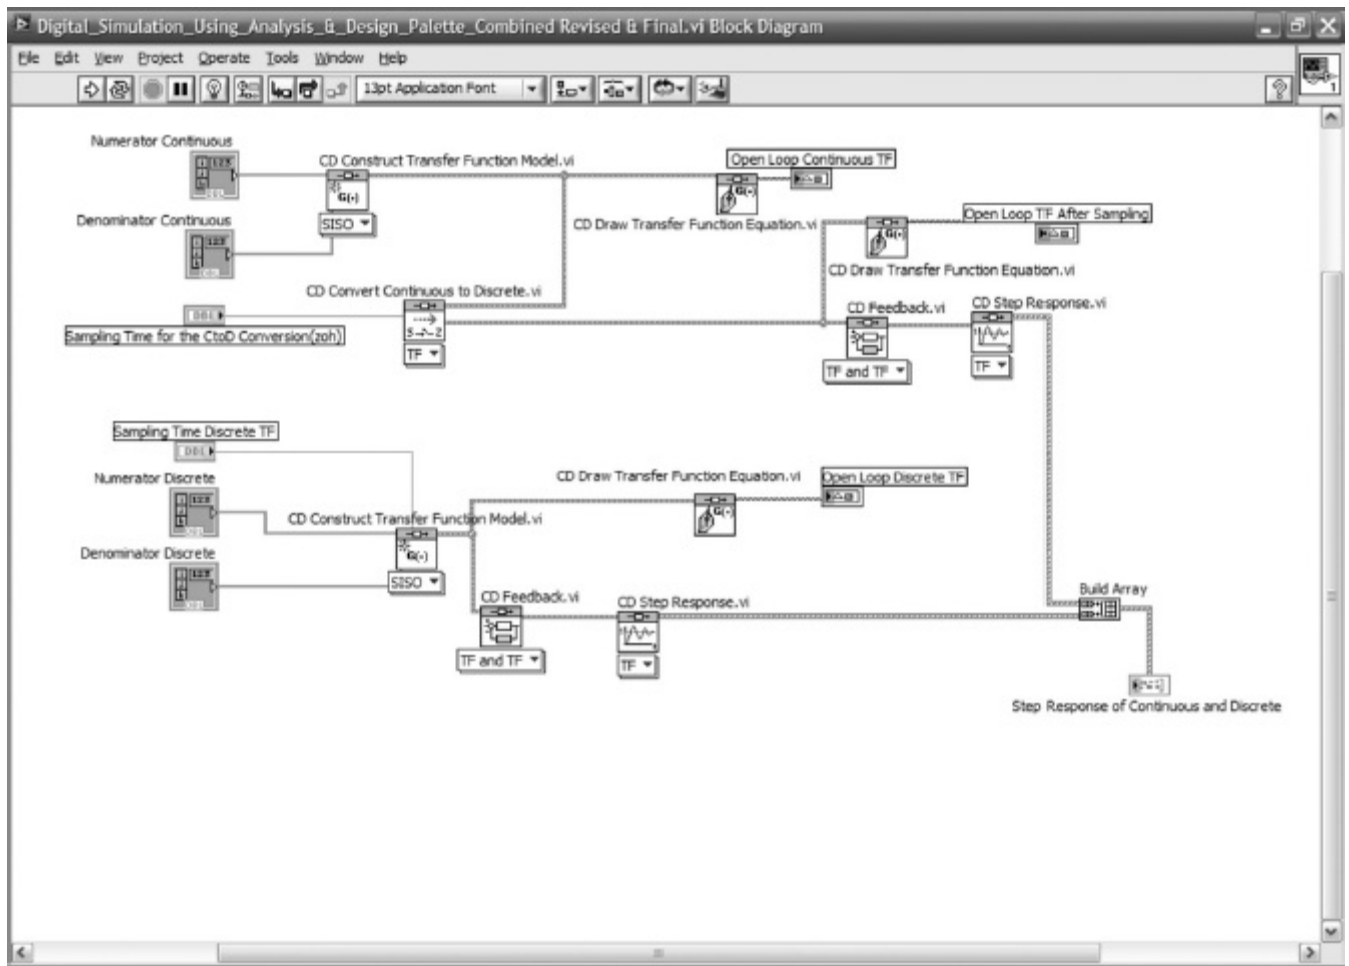 Digital_Simulation_Using_Analysis_&_Design_Palette_Combined Revised & Final.vi Block Diagram
File Edit View Project Operate Tools Window Help
13pt Application Font
1
Numerator Continuous
CD Construct Transfer Function Model.vi
Open Loop Continuous TF
G(·)
SISO
G(·)
Denominator Continuous
CD Draw Transfer Function Equation.vi
Open Loop TF After Sampling
G(·)
CD Draw Transfer Function Equation.vi
CD Convert Continuous to Discrete.vi
CD Feedback.vi
CD Step Response.vi
DBL
Sampling Time for the CtoD Conversion(zoh)
TF
TF and TF
TF
Sampling Time Discrete TF
DBL
Numerator Discrete
CD Draw Transfer Function Equation.vi
Open Loop Discrete TF
G(·)
CD Construct Transfer Function Model.vi
G(·)
Denominator Discrete
SISO
CD Feedback.vi
CD Step Response.vi
Build Array
TF and TF
TF
Step Response of Continuous and Discrete